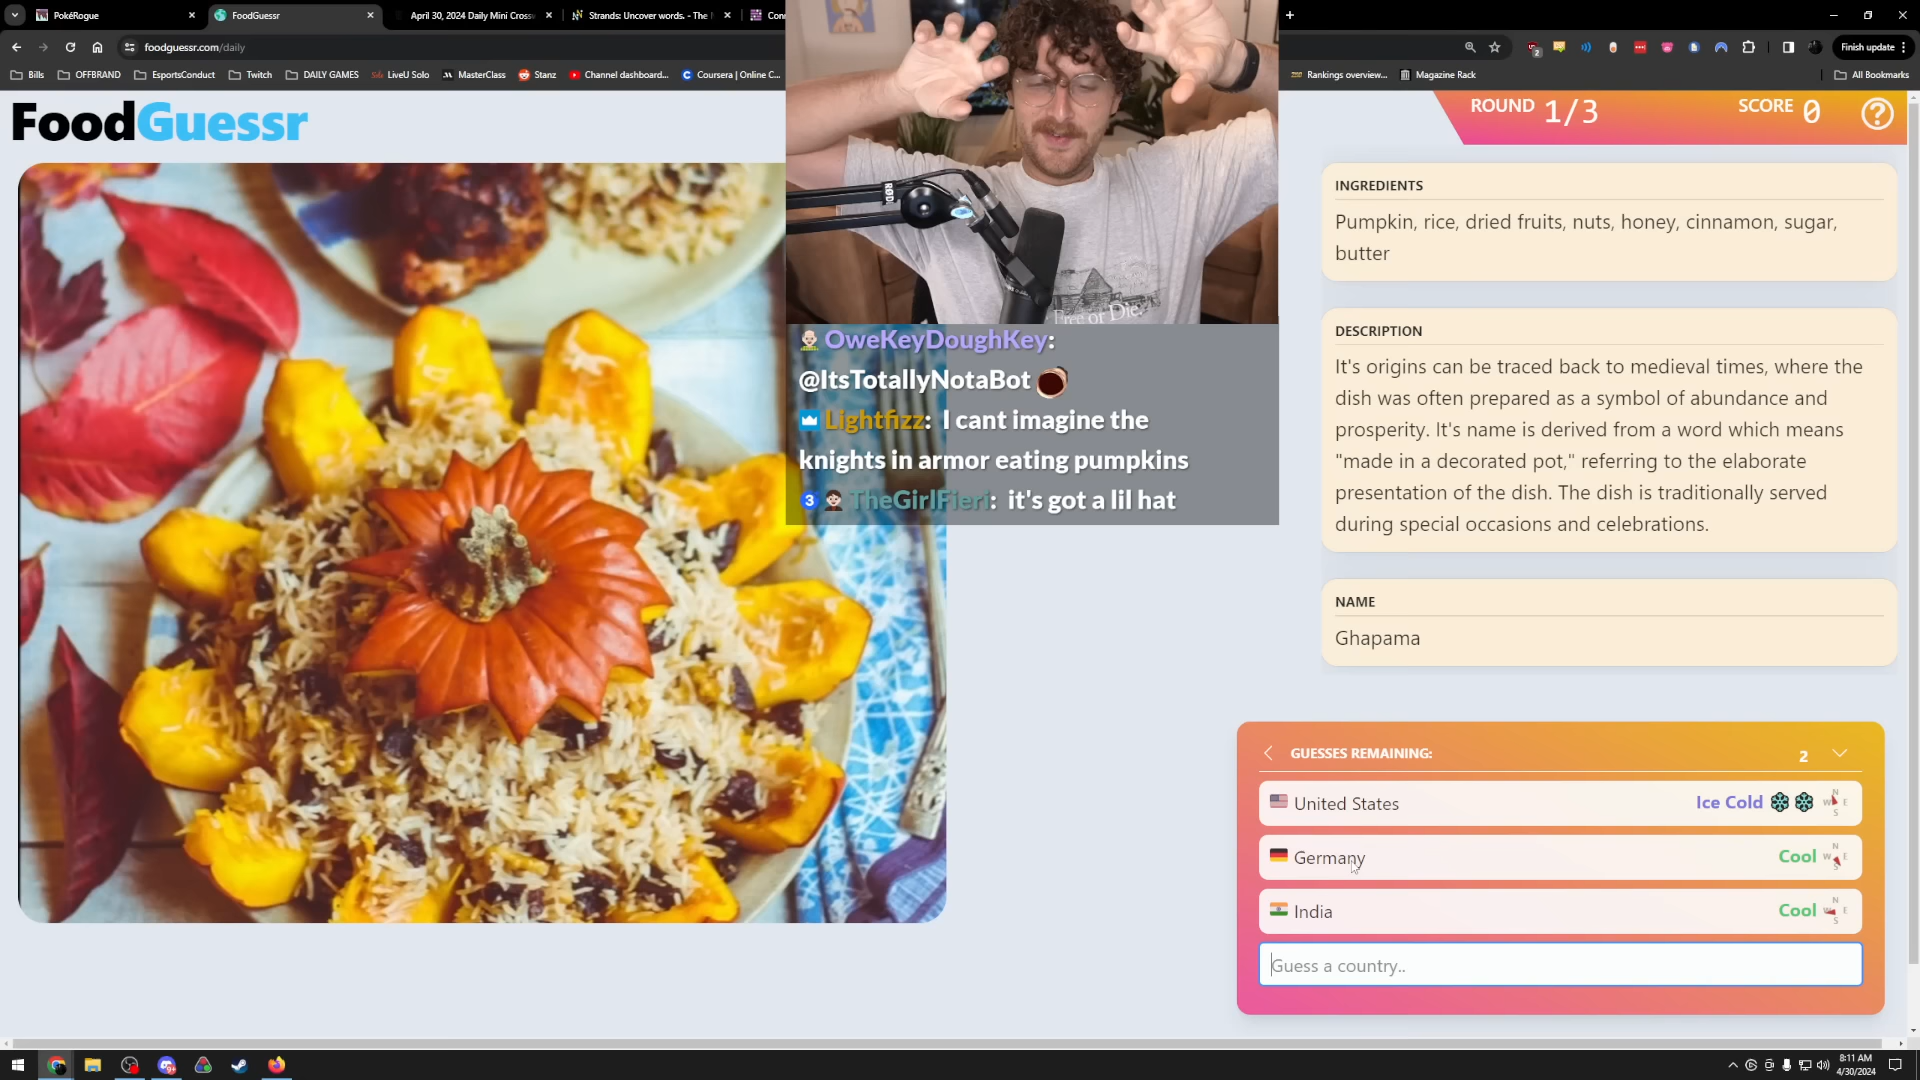 PokéRogue
FoodGuessr
April 30, 2024 Daily Mini Cross
Strands: Uncover words. - The
Con
foodguessr.com/daily
Finish update
Bills
OFFBRAND
EsportsConduct
Twitch
DAILY GAMES
LiveU Solo
MasterClass
Stanz
Channel dashboard...
Coursera | Online C...
Rankings overview...
Magazine Rack
All Bookmarks
FoodGuessr
ROUND 1/3
SCORE 0
?
RØDE
Free or Die.
INGREDIENTS
Pumpkin, rice, dried fruits, nuts, honey, cinnamon, sugar,
butter
DESCRIPTION
It's origins can be traced back to medieval times, where the
dish was often prepared as a symbol of abundance and
prosperity. It's name is derived from a word which means
"made in a decorated pot," referring to the elaborate
presentation of the dish. The dish is traditionally served
during special occasions and celebrations.
NAME
Ghapama
OweKeyDoughKey:
@ItsTotallyNotaBot
Lightfizz: I cant imagine the
knights in armor eating pumpkins
3 TheGirlFieri: it's got a lil hat
GUESSES REMAINING: 2
United States Ice Cold N W E S
Germany Cool N W E S
India Cool N W E S
Guess a country..
8:11 AM
4/30/2024